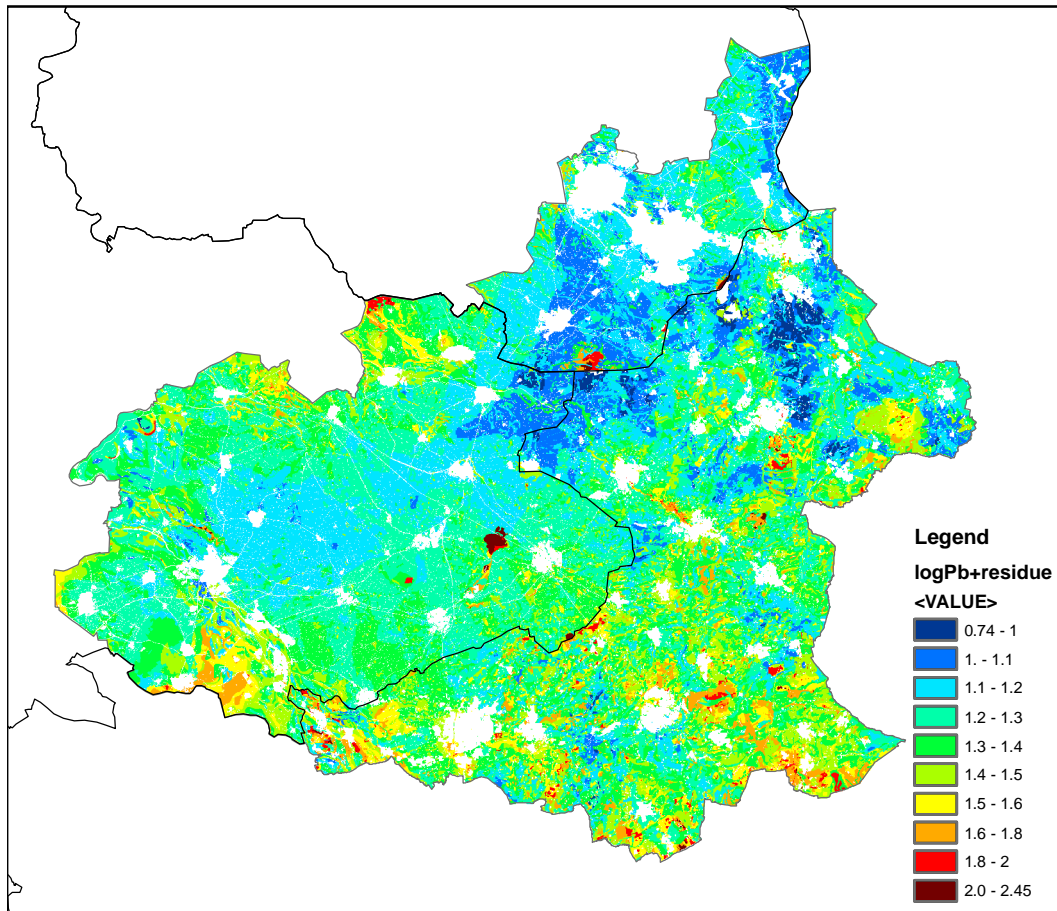 Legend
logPb+residue
<VALUE>
0.74 - 1
1. - 1.1
1.1 - 1.2
1.2 - 1.3
1.3 - 1.4
1.4 - 1.5
1.5 - 1.6
1.6 - 1.8
1.8 - 2
2.0 - 2.45